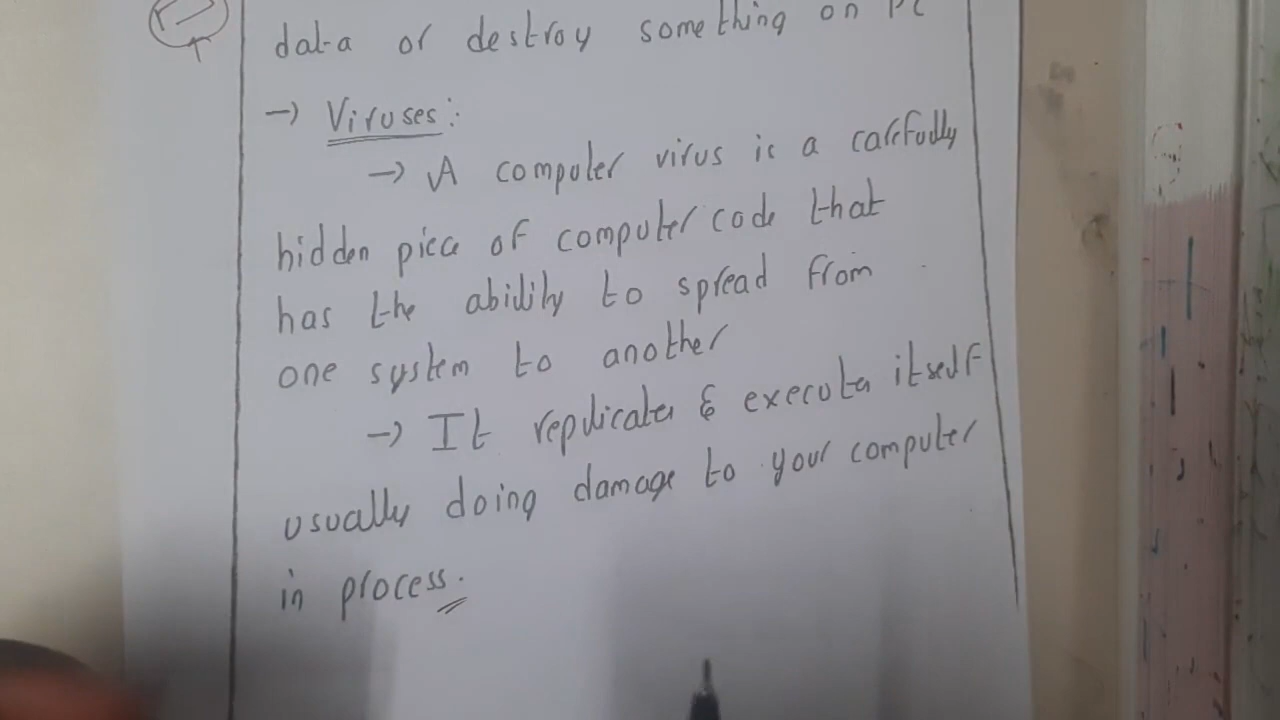 data or destroy something on PC
→ Viruses:
→ A computer virus is a carefully
hidden piece of computer code that
has the ability to spread from
one system to another
→ It replicates & executes itself
usually doing damage to your computer
in process.